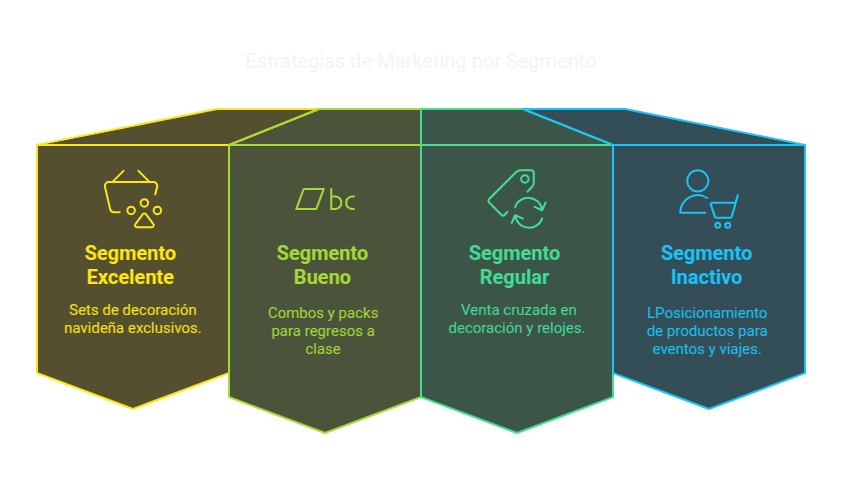 Estrategias de Marketing por Segmento
bc
Segmento
Excelente
Sets de decoración
navideña exclusivos.
Segmento
Bueno
Combos y packs
para regresos a
clase
Segmento
Regular
Venta cruzada en
decoración y relojes.
Segmento
Inactivo
LPosicionamiento
de productos para
eventos y viajes.